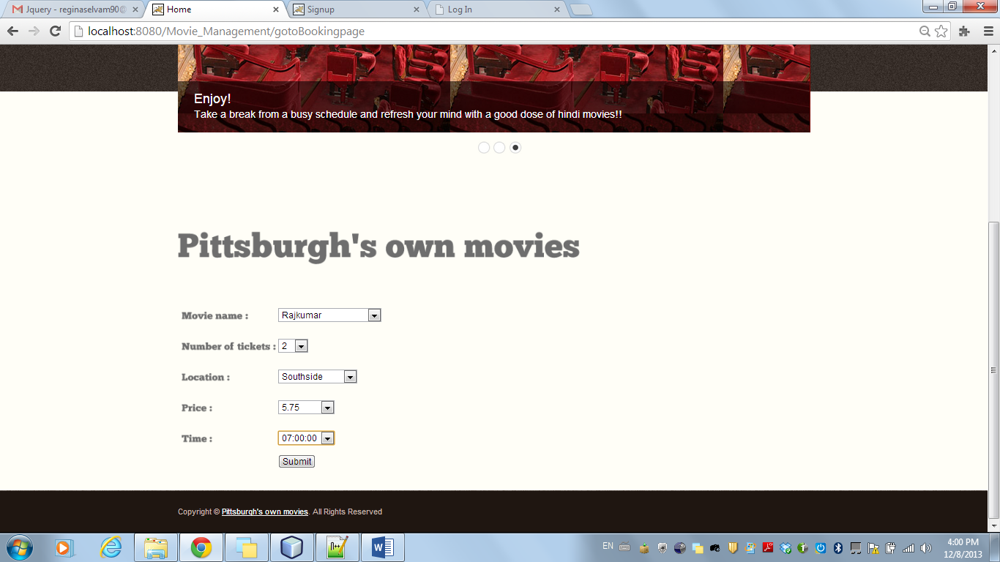 Jquery - reginaselvam90@
Home
Signup
Log In
localhost:8080/Movie_Management/gotoBookingpage
Enjoy!
Take a break from a busy schedule and refresh your mind with a good dose of hindi movies!!
Pittsburgh's own movies
Movie name : Rajkumar
Number of tickets : 2
Location : Southside
Price : 5.75
Time : 07:00:00
Submit
Copyright © Pittsburgh's own movies. All Rights Reserved
EN
4:00 PM
12/8/2013